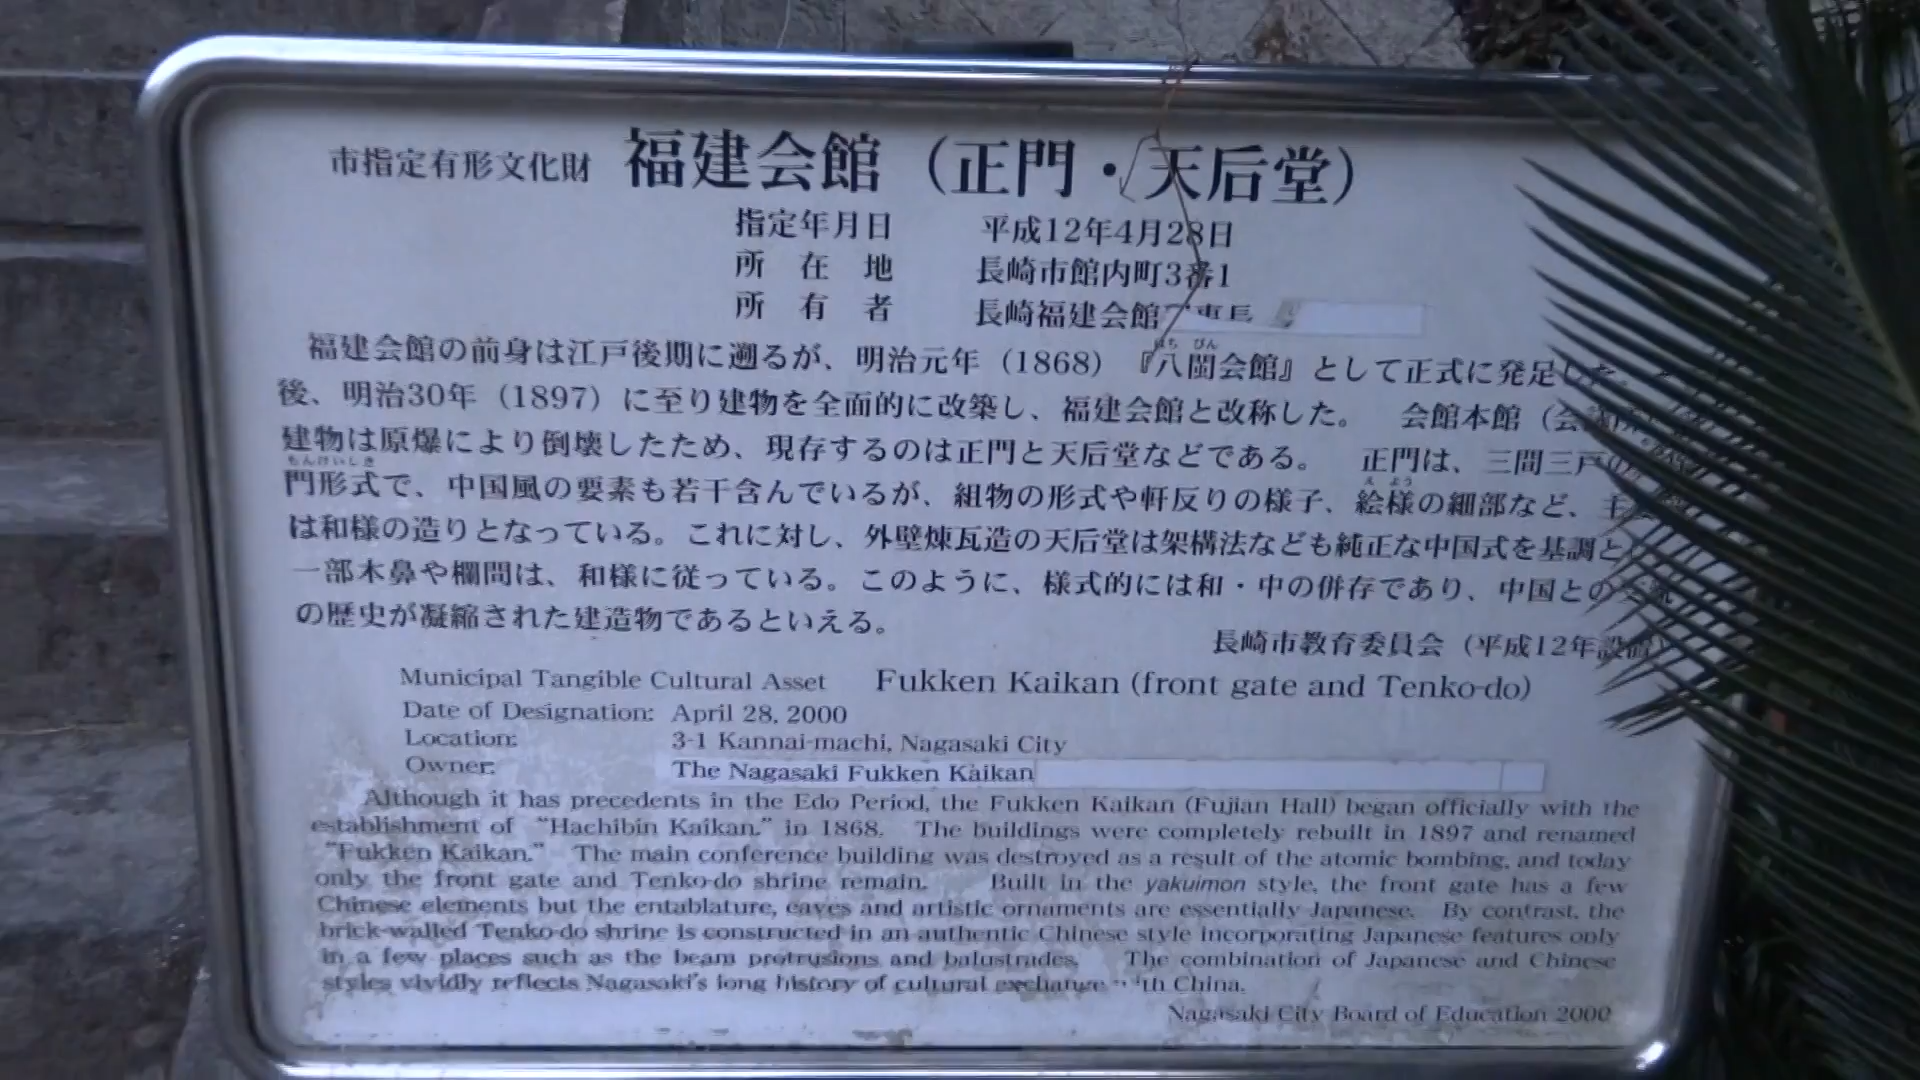 市指定有形文化財 福建会館（正門・天后堂）
指定年月日 平成12年4月28日
所在地 長崎市館内町3番1
所有者 長崎福建会館 事長
福建会館の前身は江戸後期に遡るが、明治元年（1868）『八閩会館』として正式に発足した。
後、明治30年（1897）に至り建物を全面的に改築し、福建会館と改称した。 会館本館（会議所
建物は原爆により倒壊したため、現存するのは正門と天后堂などである。 正門は、三間三戸の
門形式で、中国風の要素も若干含んでいるが、組物の形式や軒反りの様子、絵様の細部など、主
は和様の造りとなっている。これに対し、外壁煉瓦造の天后堂は架構法なども純正な中国式を基調と
一部木鼻や欄間は、和様に従っている。このように、様式的には和・中の併存であり、中国との交流
の歴史が凝縮された建造物であるといえる。
長崎市教育委員会（平成12年設置）
Municipal Tangible Cultural Asset Fukken Kaikan (front gate and Tenko-do)
Date of Designation: April 28, 2000
Location: 3-1 Kannai-machi, Nagasaki City
Owner: The Nagasaki Fukken Kaikan
Although it has precedents in the Edo Period, the Fukken Kaikan (Fujian Hall) began officially with the
establishment of "Hachibin Kaikan." in 1868. The buildings were completely rebuilt in 1897 and renamed
"Fukken Kaikan." The main conference building was destroyed as a result of the atomic bombing, and today
only the front gate and Tenko-do shrine remain. Built in the yakuimon style, the front gate has a few
Chinese elements but the entablature, eaves and artistic ornaments are essentially Japanese. By contrast, the
brick-walled Tenko-do shrine is constructed in an authentic Chinese style incorporating Japanese features only
in a few places such as the beam protrusions and balustrades. The combination of Japanese and Chinese
styles vividly reflects Nagasaki's long history of cultural exchange with China.
Nagasaki City Board of Education 2000